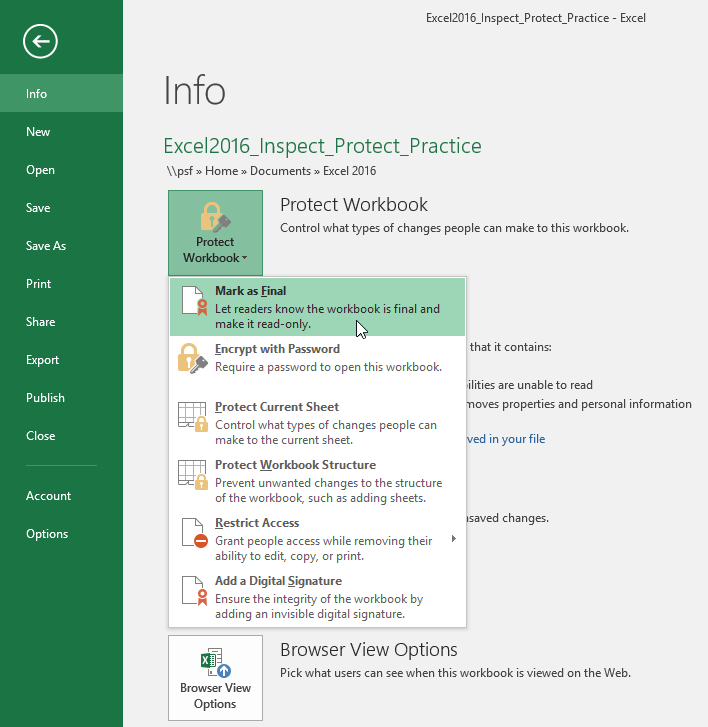 Excel2016_Inspect_Protect_Practice - Excel
Info
New
Open
Save
Save As
Print
Share
Export
Publish
Close
Account
Options
Info
Excel2016_Inspect_Protect_Practice
\\psf » Home » Documents » Excel 2016
Protect
Workbook
Protect Workbook
Control what types of changes people can make to this workbook.
Mark as Final
Let readers know the workbook is final and
make it read-only.
Encrypt with Password
Require a password to open this workbook.
Protect Current Sheet
Control what types of changes people can
make to the current sheet.
Protect Workbook Structure
Prevent unwanted changes to the structure
of the workbook, such as adding sheets.
Restrict Access
Grant people access while removing their
ability to edit, copy, or print.
Add a Digital Signature
Ensure the integrity of the workbook by
adding an invisible digital signature.
that it contains:
bilities are unable to read
moves properties and personal information
ved in your file
nsaved changes.
Browser View
Options
Browser View Options
Pick what users can see when this workbook is viewed on the Web.